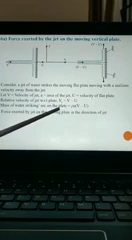 (a) Force exerted by the jet on the moving vertical plate.
Consider, a jet of water strikes the moving flat plate moving with a uniform
velocity away from the jet.
Let V = Velocity of jet, a = area of the jet, U = velocity of flat plate.
Relative velocity of jet w.r.t plate, = V - U
Mass of water striking/ sec on the plate = ρa(V - U)
Force exerted by jet on the moving plate in the direction of jet